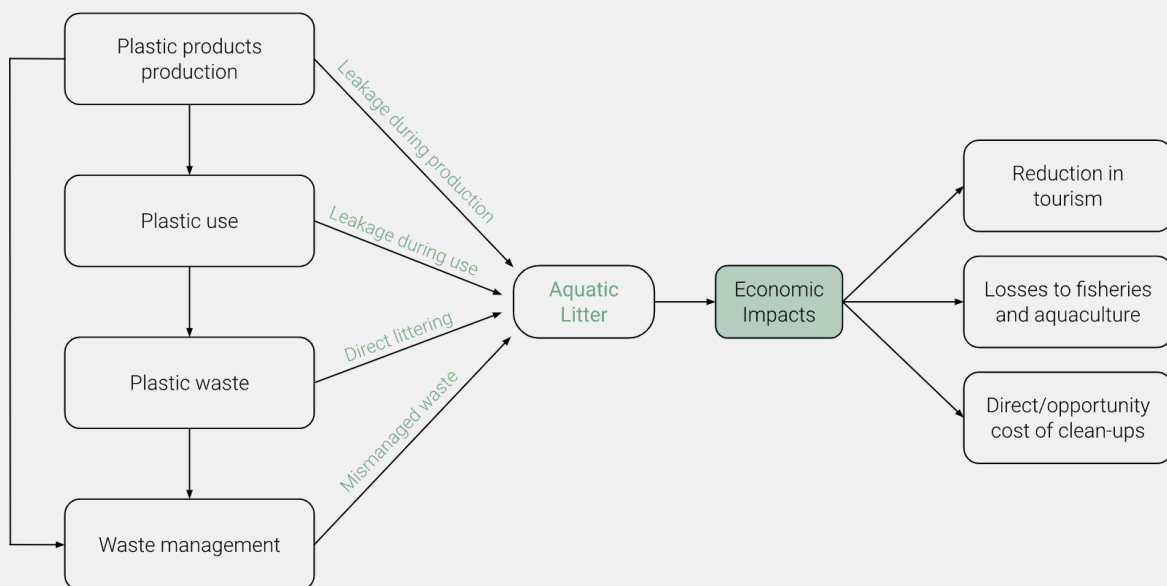 Plastic products
production
Plastic use
Plastic waste
Waste management
Leakage during production
Leakage during use
Direct littering
Mismanaged waste
Aquatic
Litter
Economic
Impacts
Reduction in
tourism
Losses to fisheries
and aquaculture
Direct/opportunity
cost of clean-ups